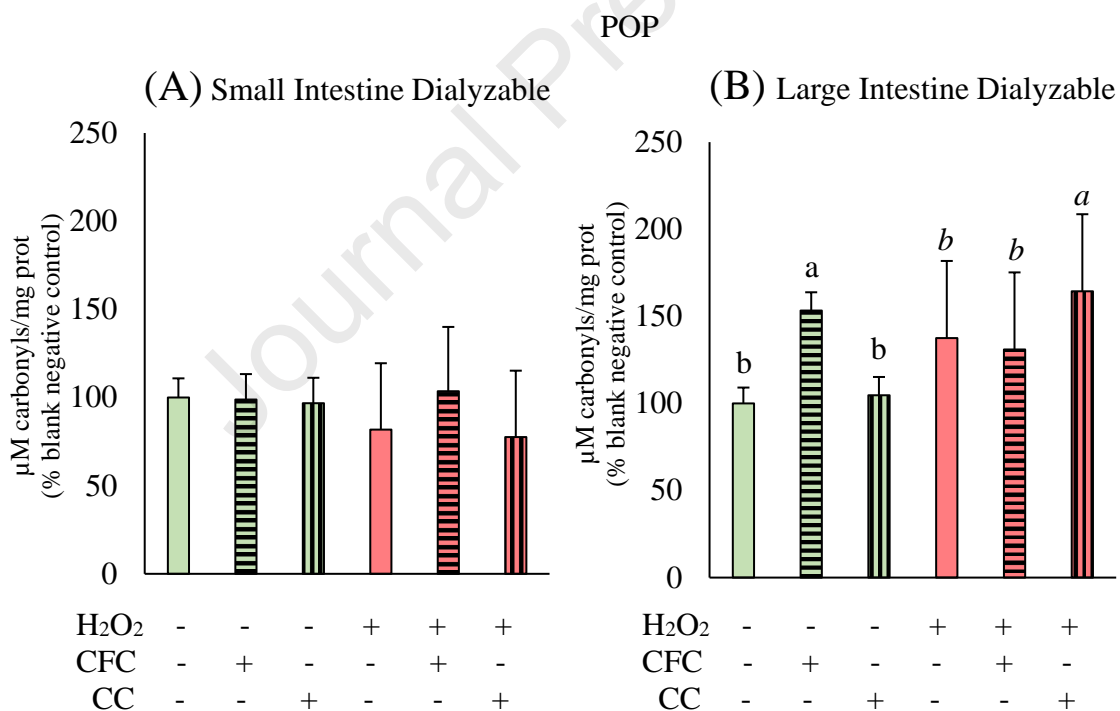 POP
(A) Small Intestine Dialyzable
µM carbonyls/mg prot
(% blank negative control)
250
200
150
100
50
0
H₂O₂ - - - + + +
CFC - + - - + -
CC - - + - - +
(B) Large Intestine Dialyzable
µM carbonyls/mg prot
(% blank negative control)
250
200
150
100
50
0
b
a
b
b
b
a
H₂O₂ - - - + + +
CFC - + - - + -
CC - - + - - +
Journal Pre